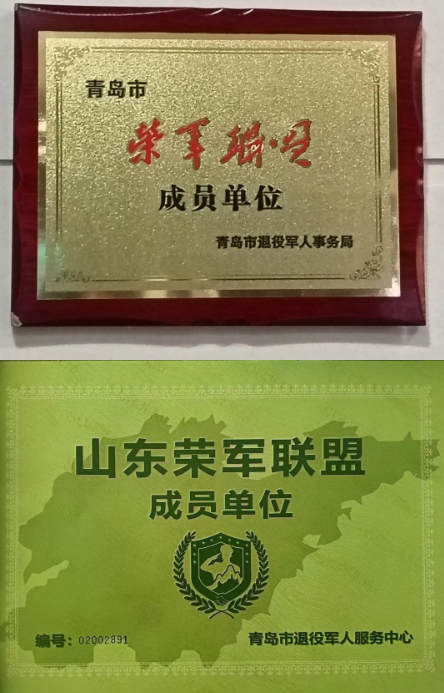 青岛市
荣军联盟
成员单位
青岛市退役军人事务局
山东荣军联盟
成员单位
编号：02002891
青岛市退役军人服务中心